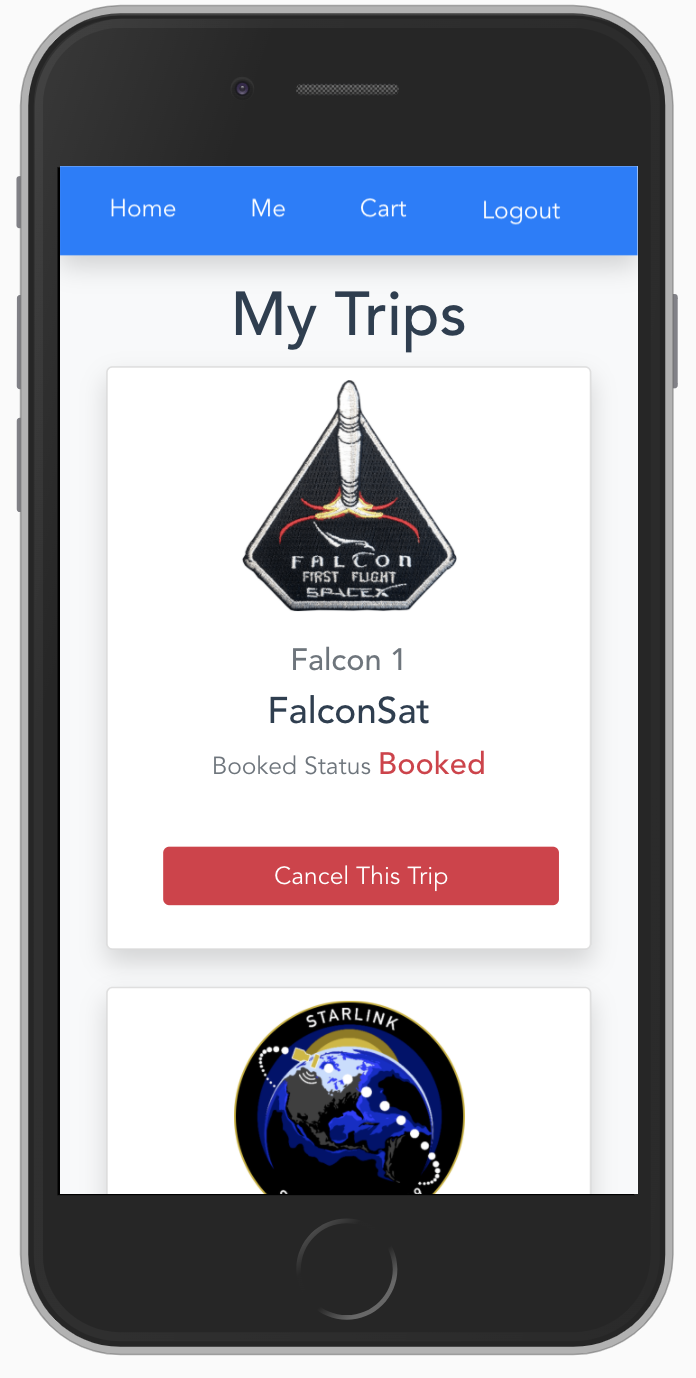 Home Me Cart Logout
My Trips
FALCON
FIRST FLIGHT
SPACEX
Falcon 1
FalconSat
Booked Status Booked
Cancel This Trip
STARLINK